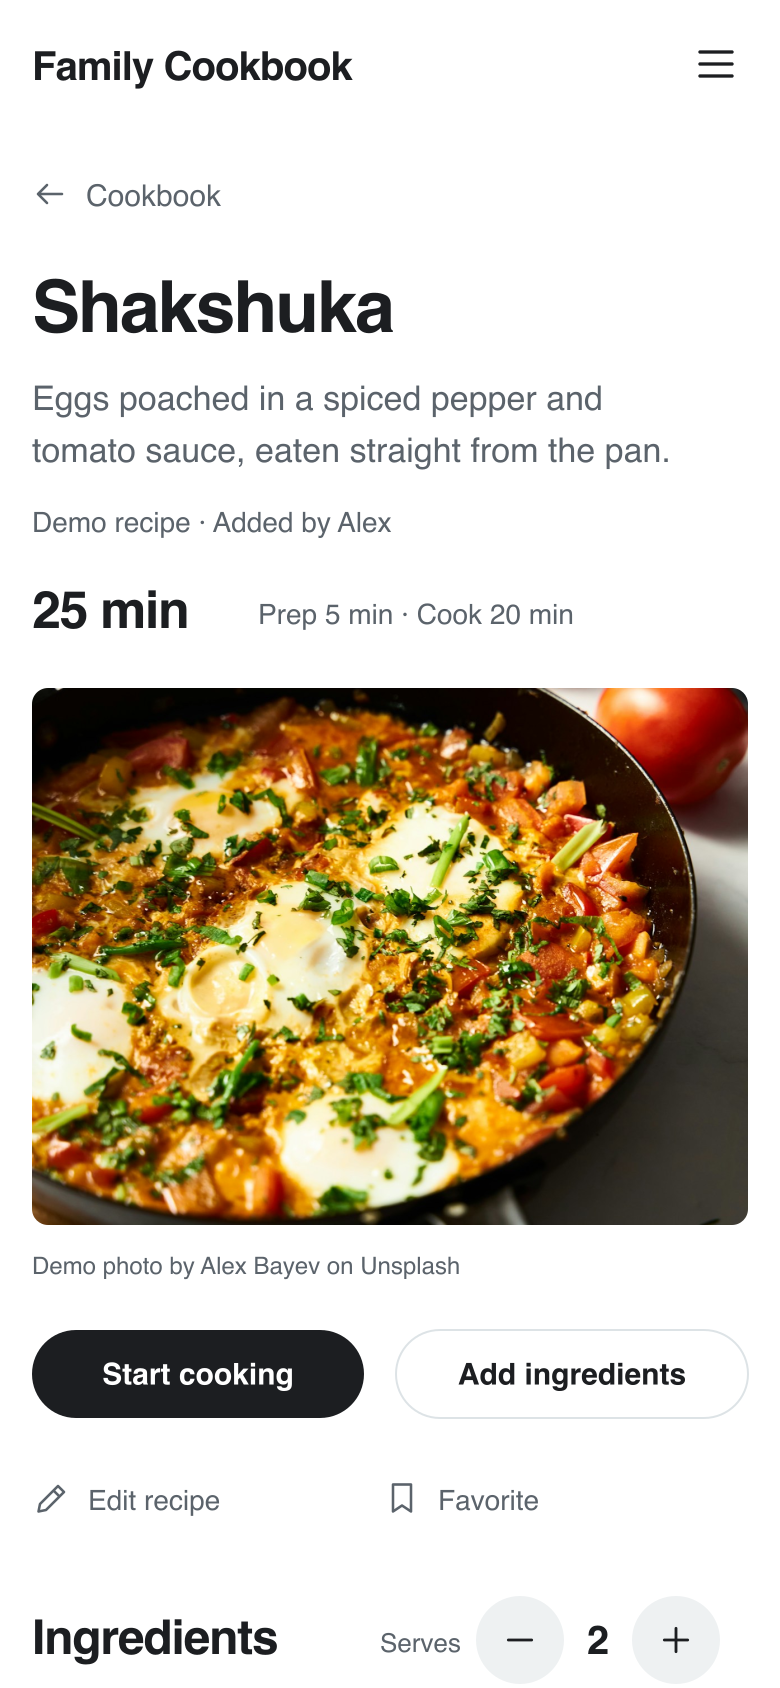 Family Cookbook
Cookbook
Shakshuka
Eggs poached in a spiced pepper and
tomato sauce, eaten straight from the pan.
Demo recipe · Added by Alex
25 min Prep 5 min · Cook 20 min
Demo photo by Alex Bayev on Unsplash
Start cooking Add ingredients
Edit recipe Favorite
Ingredients Serves 2